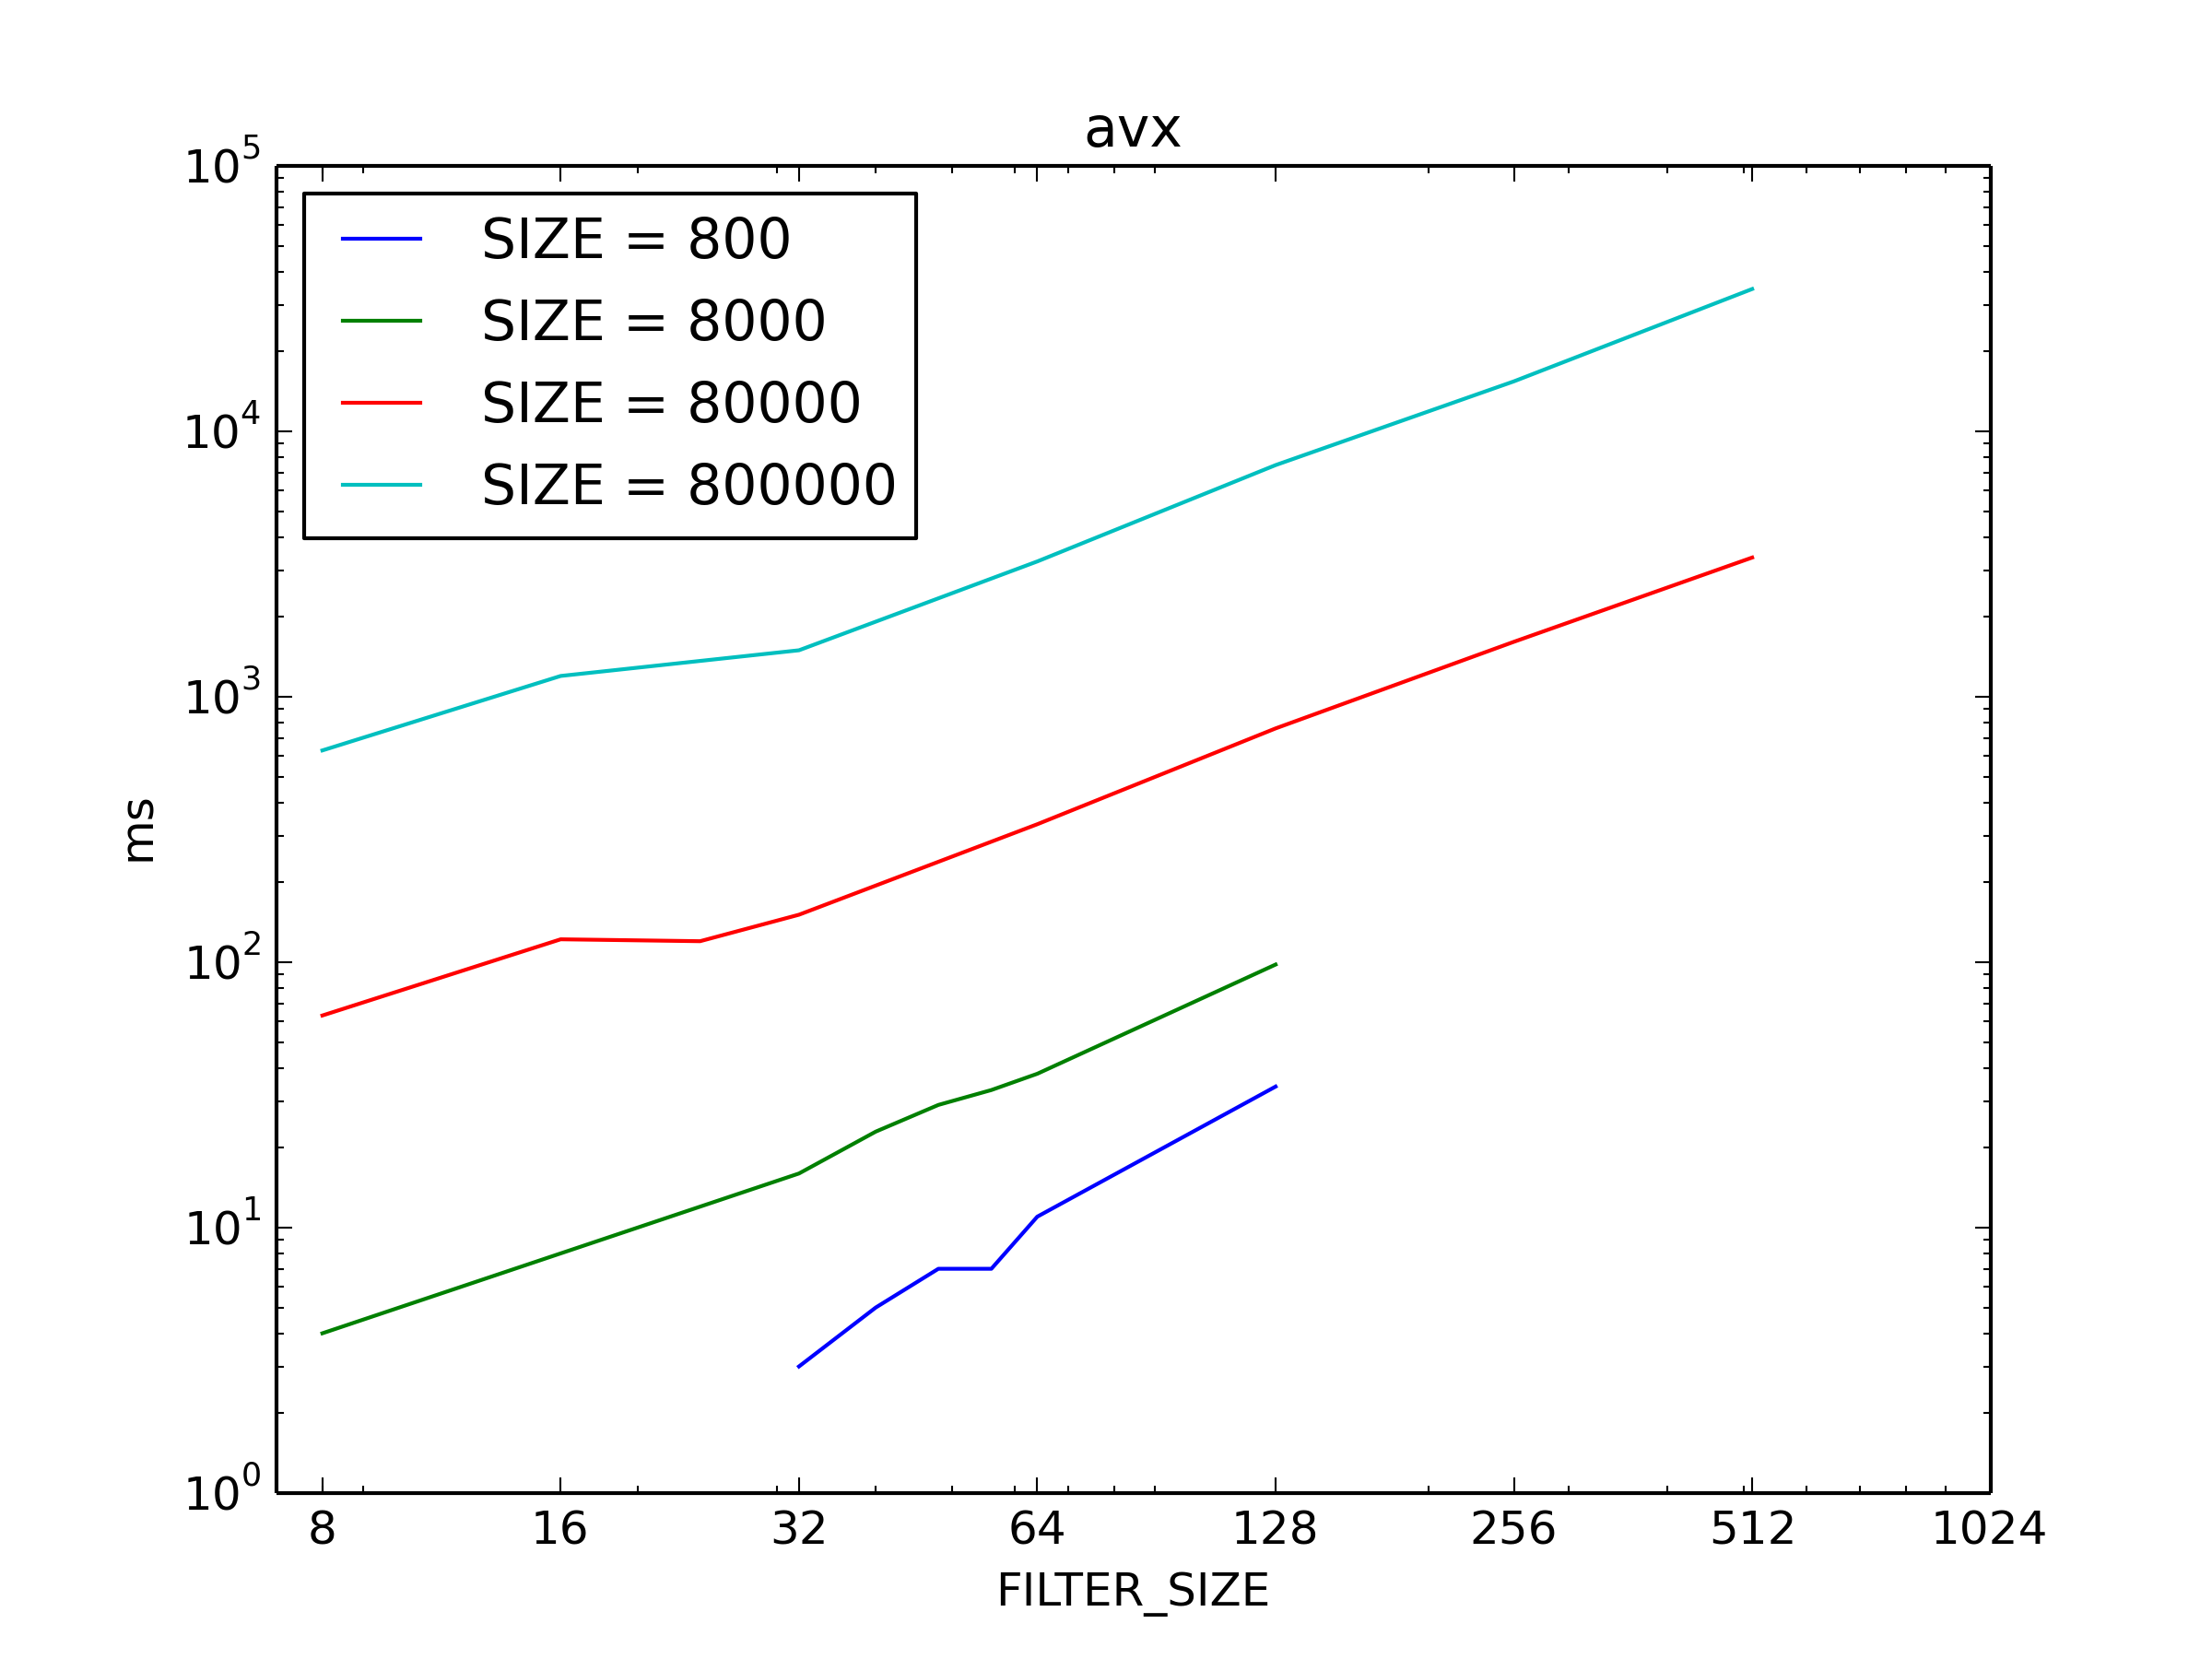 avx
10^5
10^4
10^3
10^2
10^1
10^0
ms
SIZE = 800
SIZE = 8000
SIZE = 80000
SIZE = 800000
8 16 32 64 128 256 512 1024
FILTER_SIZE